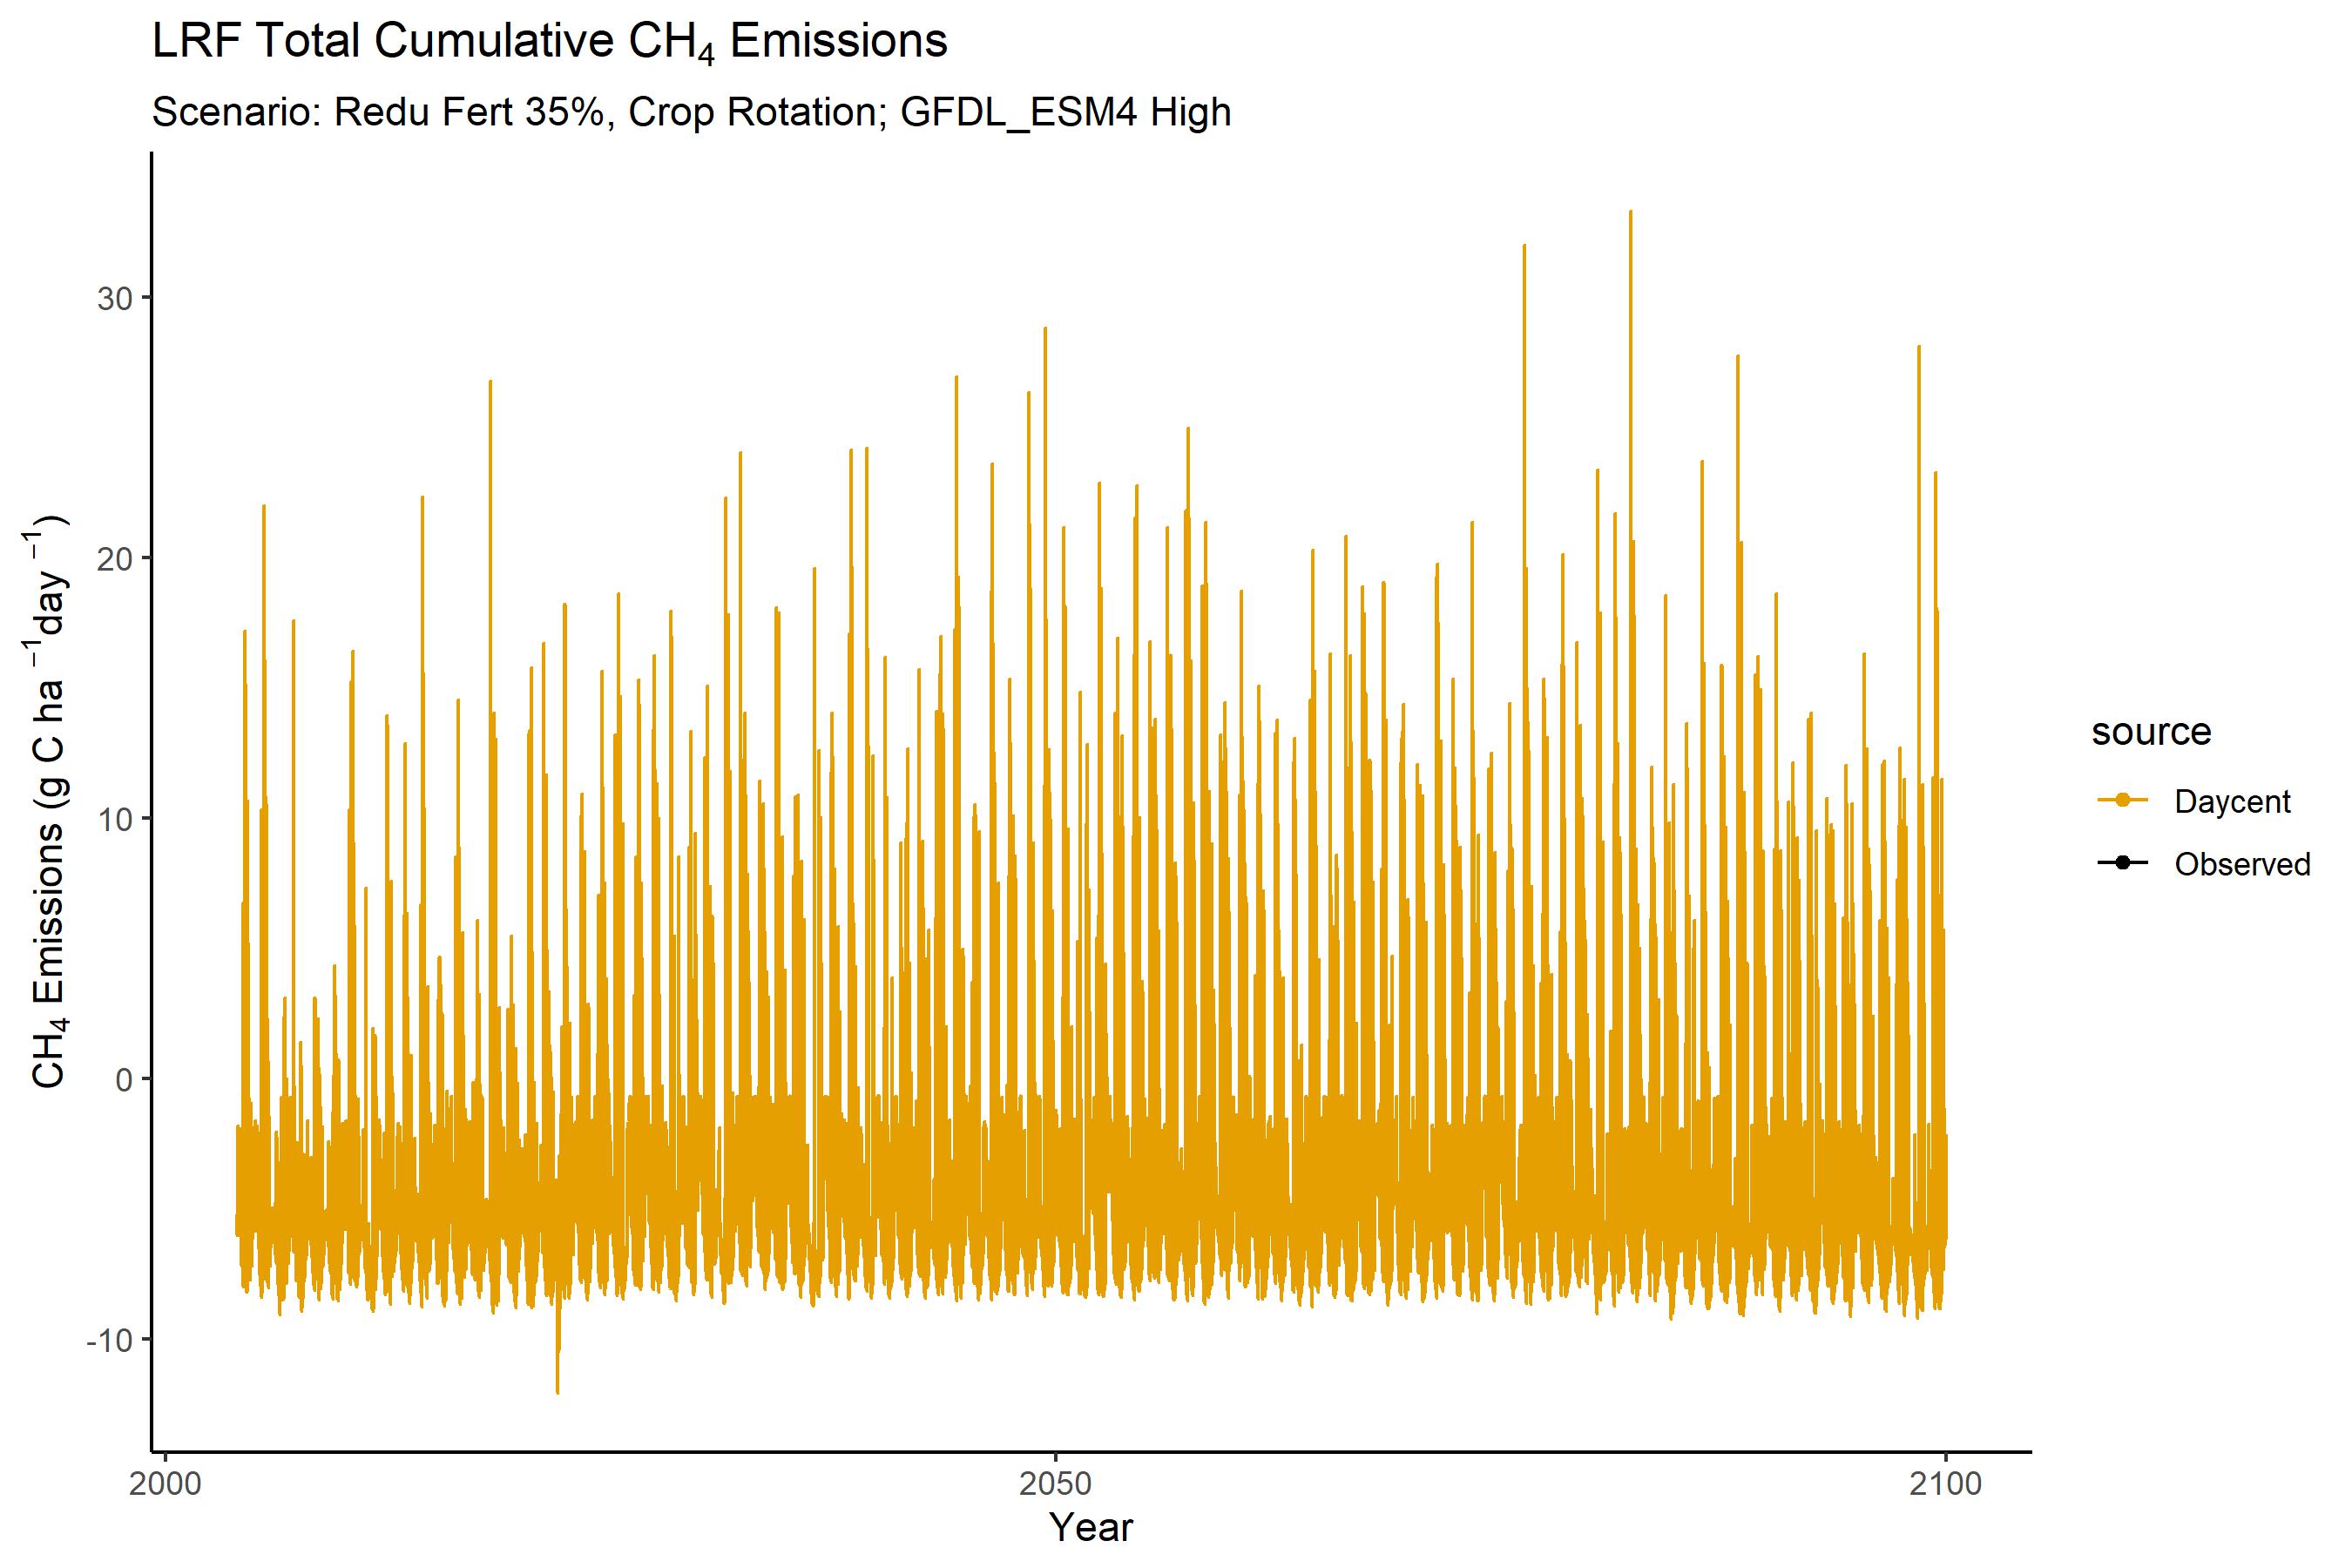 LRF Total Cumulative CH₄ Emissions
Scenario: Redu Fert 35%, Crop Rotation; GFDL_ESM4 High
CH₄ Emissions (g C ha ⁻¹day ⁻¹)
30
20
10
0
-10
2000
2050
2100
Year
source
Daycent
Observed